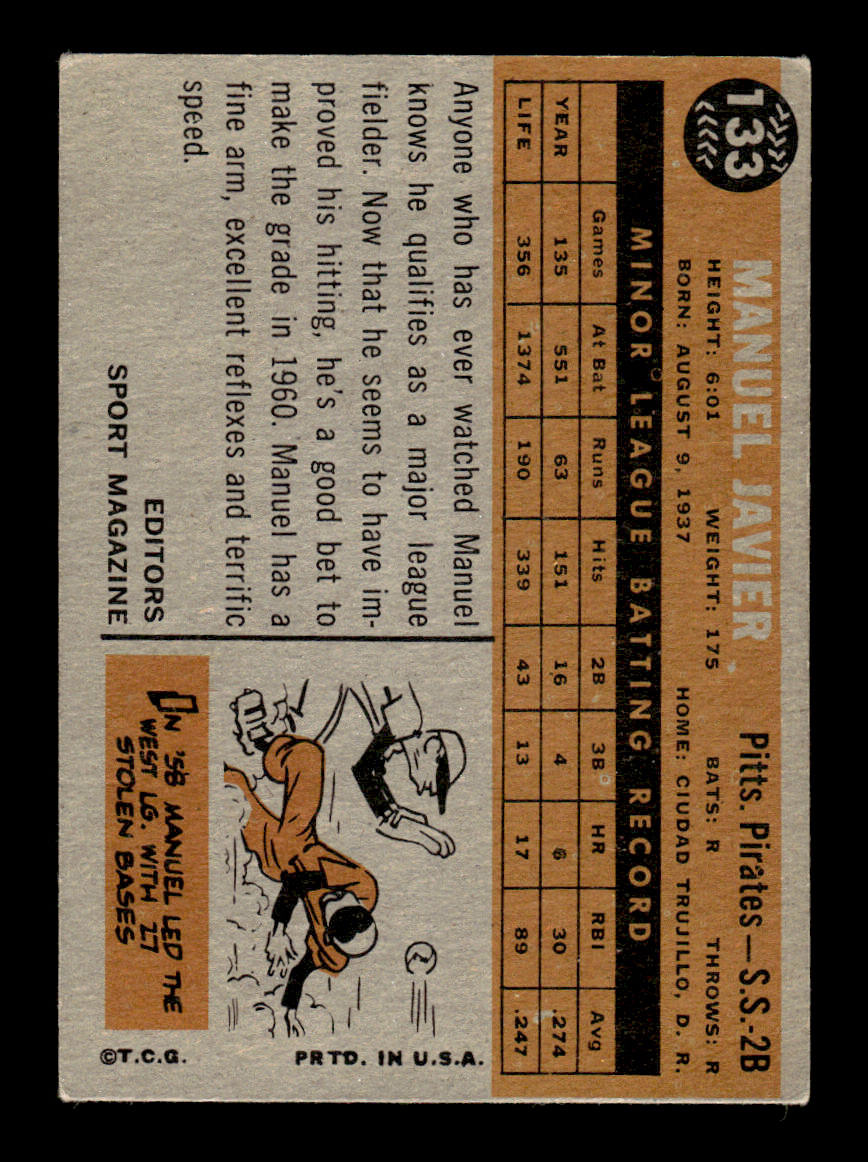 133
MANUEL JAVIER
Pitts. Pirates—S.S.-2B
HEIGHT: 6:01 WEIGHT: 175 BATS: R THROWS: R
BORN: AUGUST 9, 1937 HOME: CIUDAD TRUJILLO, D. R.
MINOR LEAGUE BATTING RECORD
Games At Bat Runs Hits 2B 3B HR RBI Avg
YEAR 135 551 63 151 16 4 6 30 .274
LIFE 356 1374 190 339 43 13 17 89 .247
Anyone who has ever watched Manuel
knows he qualifies as a major league
fielder. Now that he seems to have im-
proved his hitting, he's a good bet to
make the grade in 1960. Manuel has a
fine arm, excellent reflexes and terrific
speed.
EDITORS
SPORT MAGAZINE
IN '58 MANUEL LED THE
WEST LG. WITH 27
STOLEN BASES
PRTD. IN U.S.A.
©T.C.G.